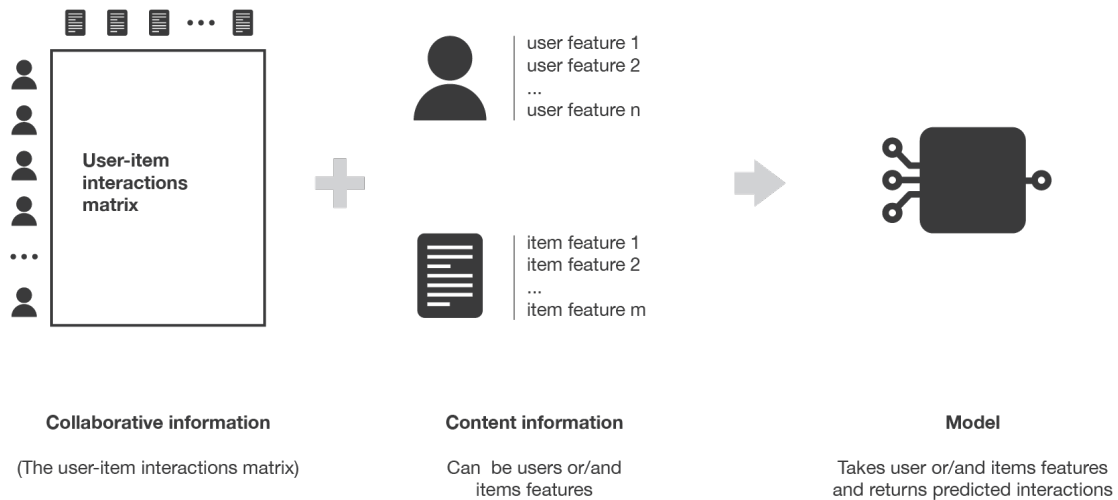 User-item
interactions
matrix
user feature 1
user feature 2
...
user feature n
item feature 1
item feature 2
...
item feature m
Collaborative information
(The user-item interactions matrix)
Content information
Can be users or/and
items features
Model
Takes user or/and items features
and returns predicted interactions